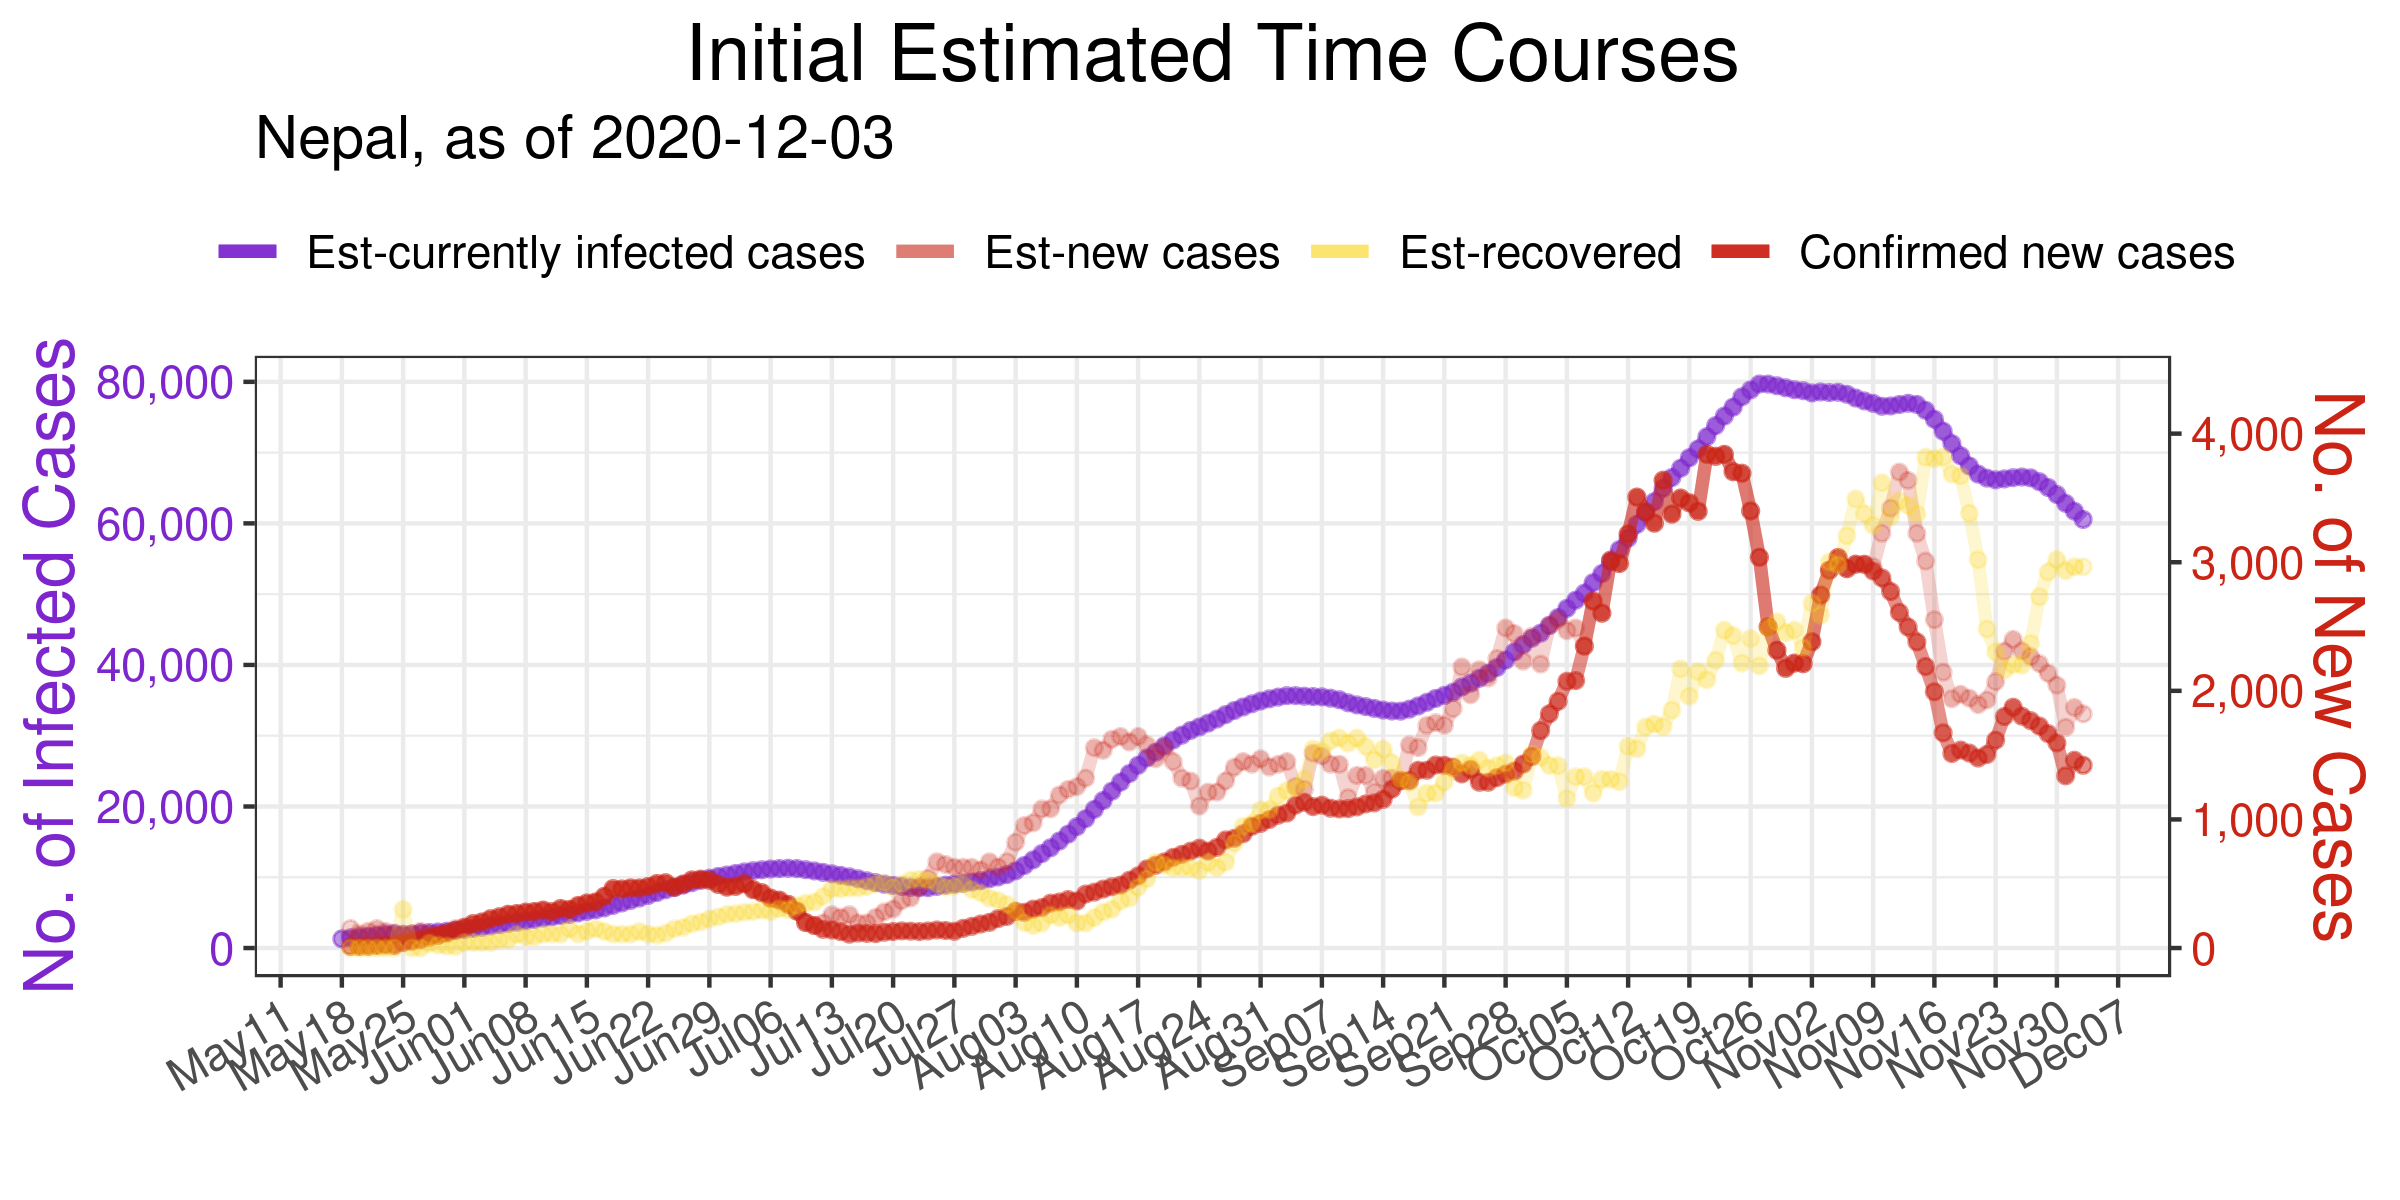 Initial Estimated Time Courses
Nepal, as of 2020-12-03
Est-currently infected cases Est-new cases Est-recovered Confirmed new cases
No. of Infected Cases
80,000
60,000
40,000
20,000
0
4,000
3,000
2,000
1,000
0
No. of New Cases
May11 May18 May25 Jun01 Jun08 Jun15 Jun22 Jun29 Jul06 Jul13 Jul20 Jul27 Aug03 Aug10 Aug17 Aug24 Aug31 Sep07 Sep14 Sep21 Sep28 Oct05 Oct12 Oct19 Oct26 Nov02 Nov09 Nov16 Nov23 Nov30 Dec07